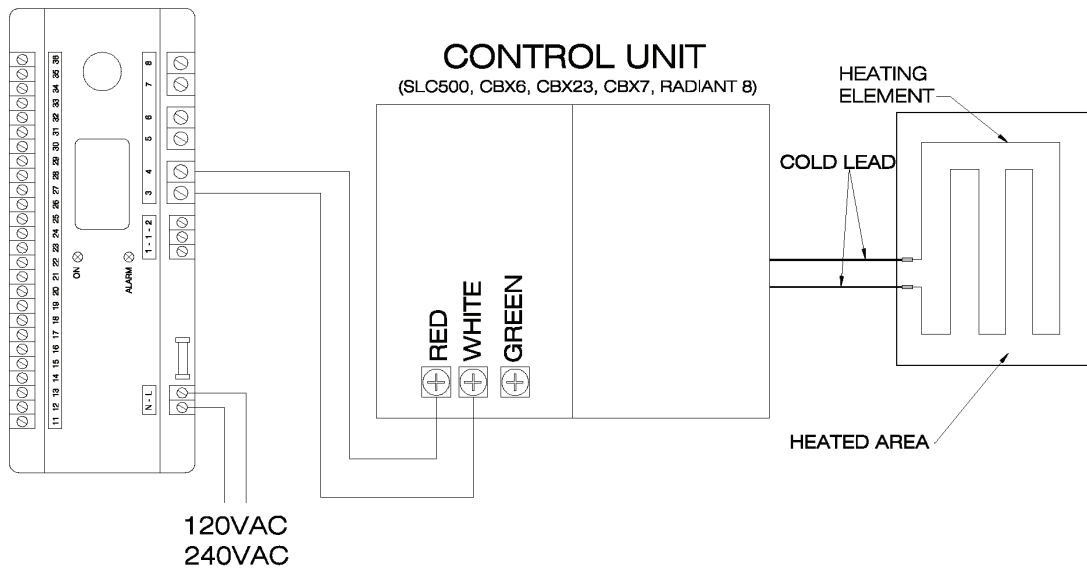 CONTROL UNIT
(SLC500, CBX6, CBX23, CBX7, RADIANT 8)
36
35
34
33
32
31
30
29
28
27
26
25
24
23
22
21
20
19
18
17
16
15
14
13
12
11
ON
ALARM
8
7
6
5
4
3
1 - 1 - 2
N - L
120VAC
240VAC
RED
WHITE
GREEN
HEATING
ELEMENT
COLD LEAD
HEATED AREA